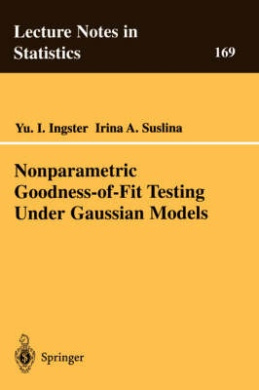 Lecture Notes in
Statistics
169
Yu. I. Ingster Irina A. Suslina
Nonparametric
Goodness-of-Fit Testing
Under Gaussian Models
Springer